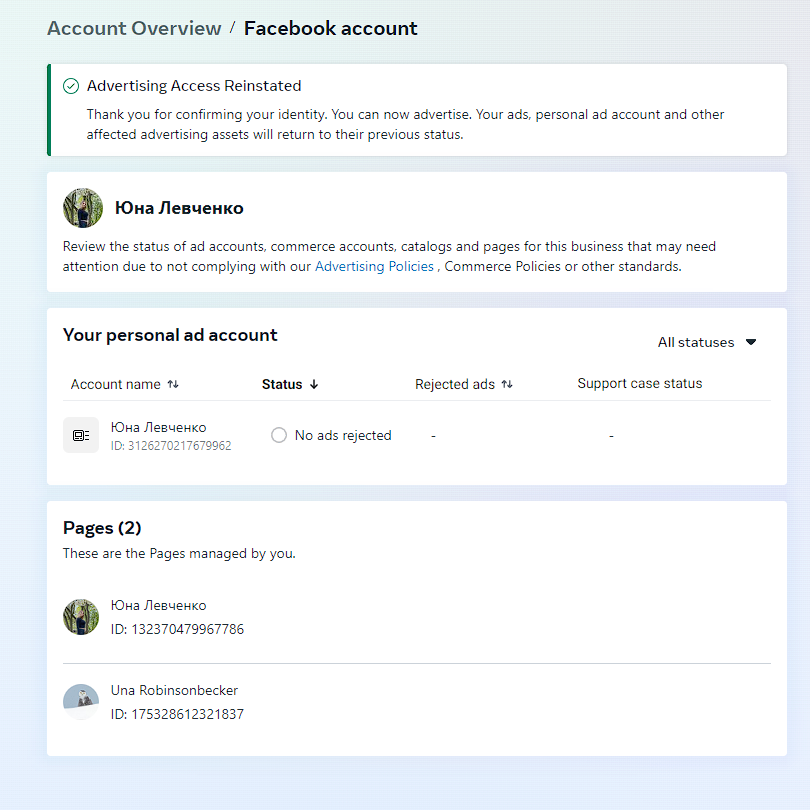 Account Overview / Facebook account
Advertising Access Reinstated
Thank you for confirming your identity. You can now advertise. Your ads, personal ad account and other
affected advertising assets will return to their previous status.
Юна Левченко
Review the status of ad accounts, commerce accounts, catalogs and pages for this business that may need
attention due to not complying with our Advertising Policies , Commerce Policies or other standards.
Your personal ad account
All statuses
Account name Status Rejected ads Support case status
Юна Левченко
ID: 3126270217679962
No ads rejected - -
Pages (2)
These are the Pages managed by you.
Юна Левченко
ID: 132370479967786
Una Robinsonbecker
ID: 175328612321837